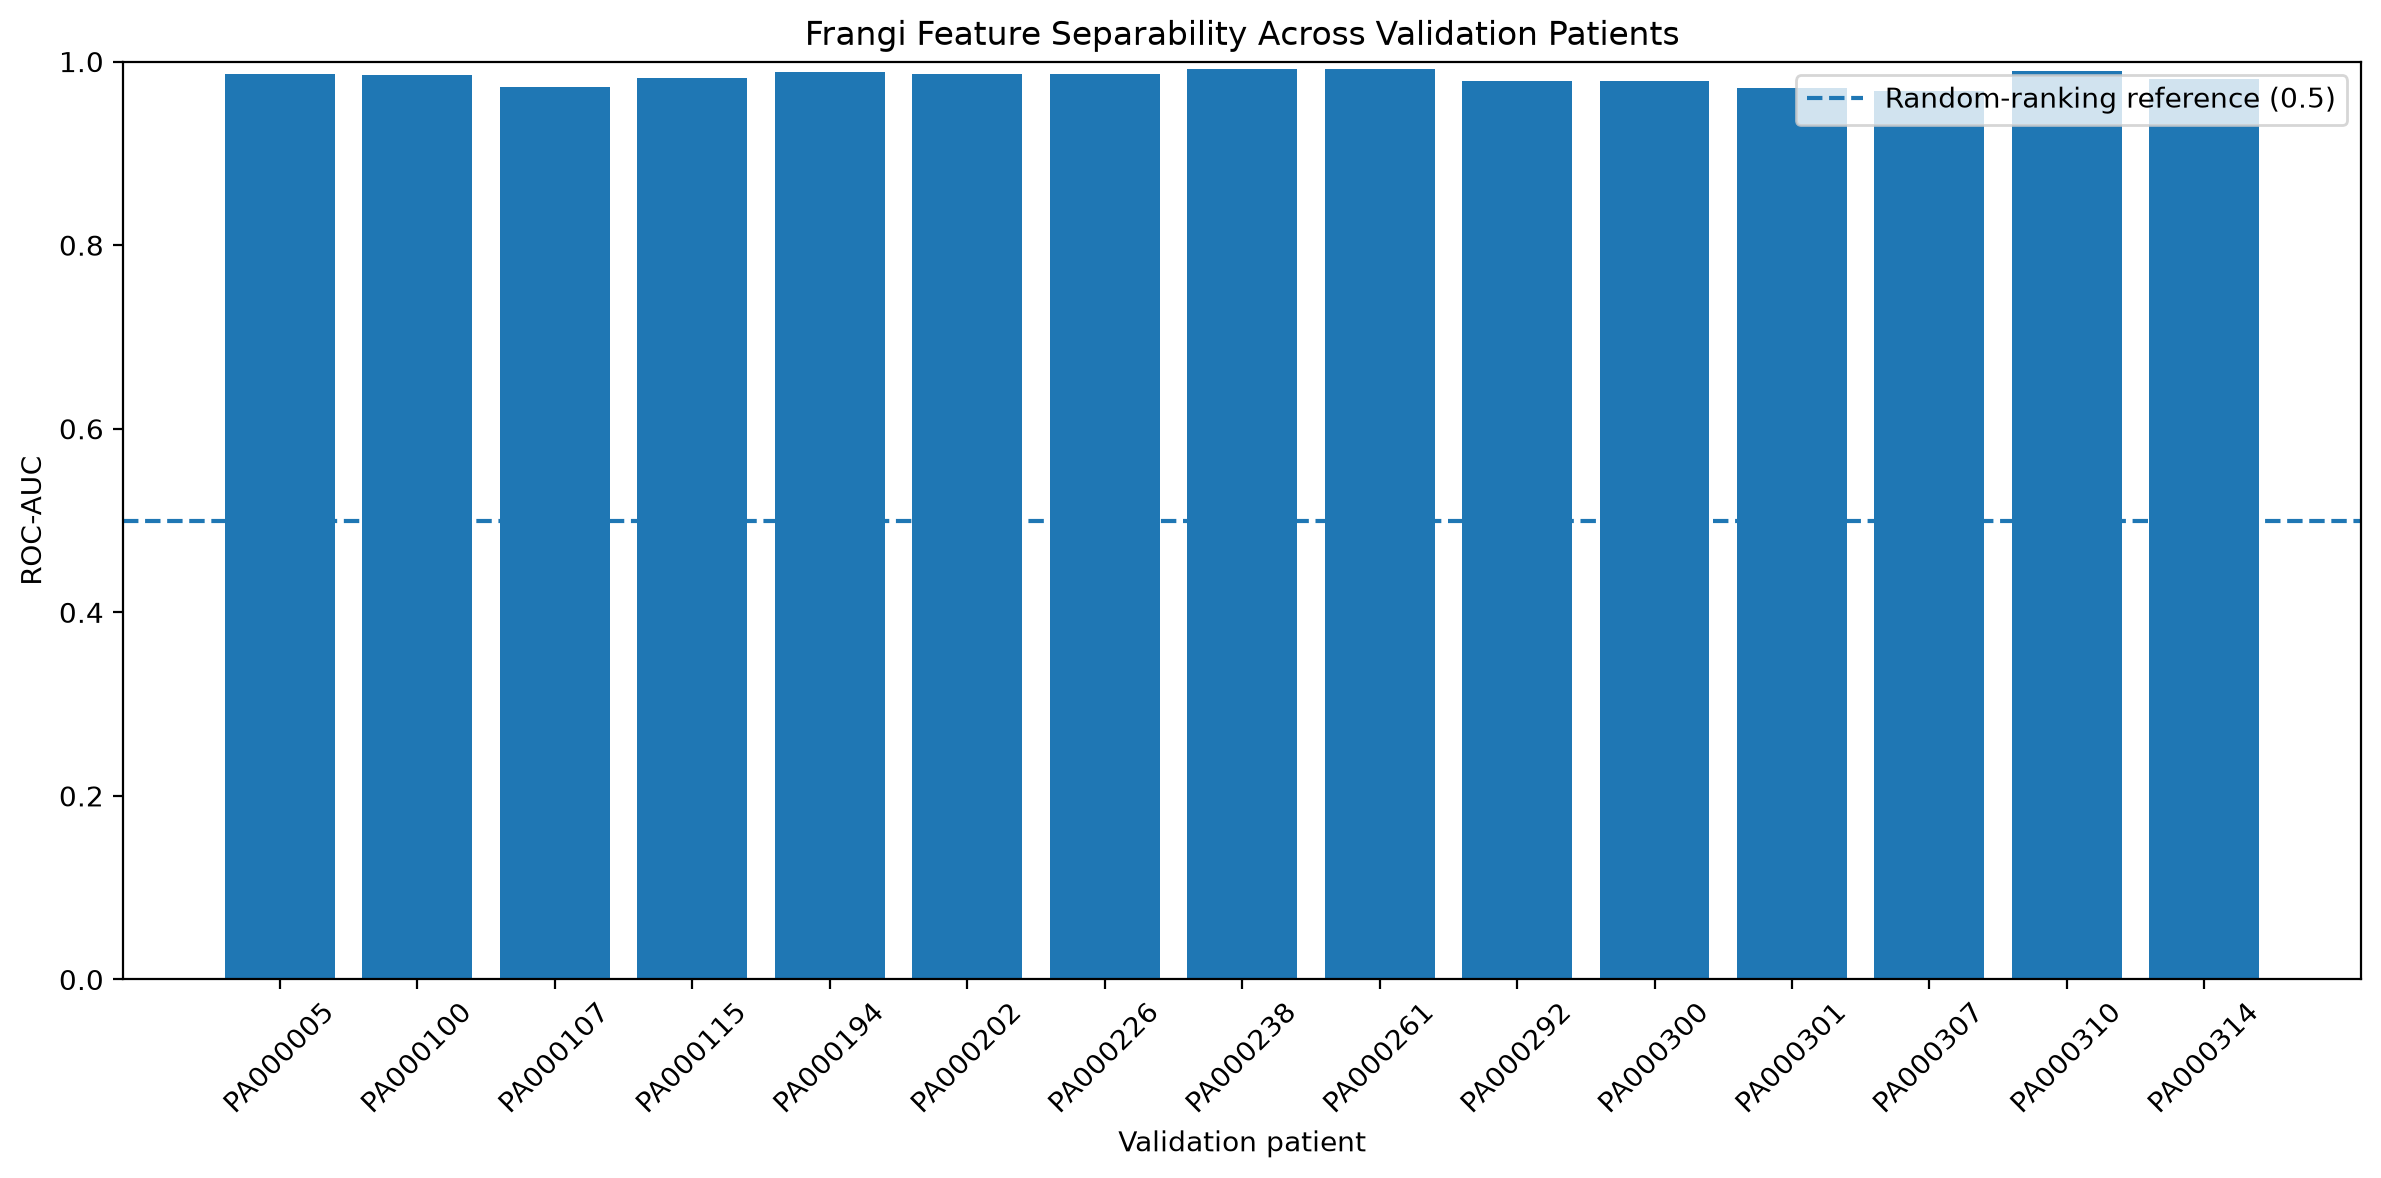 Frangi Feature Separability Across Validation Patients
Random-ranking reference (0.5)
ROC-AUC
1.0
0.8
0.6
0.4
0.2
0.0
PA000005
PA000100
PA000107
PA000115
PA000194
PA000202
PA000226
PA000238
PA000261
PA000292
PA000300
PA000301
PA000307
PA000310
PA000314
Validation patient